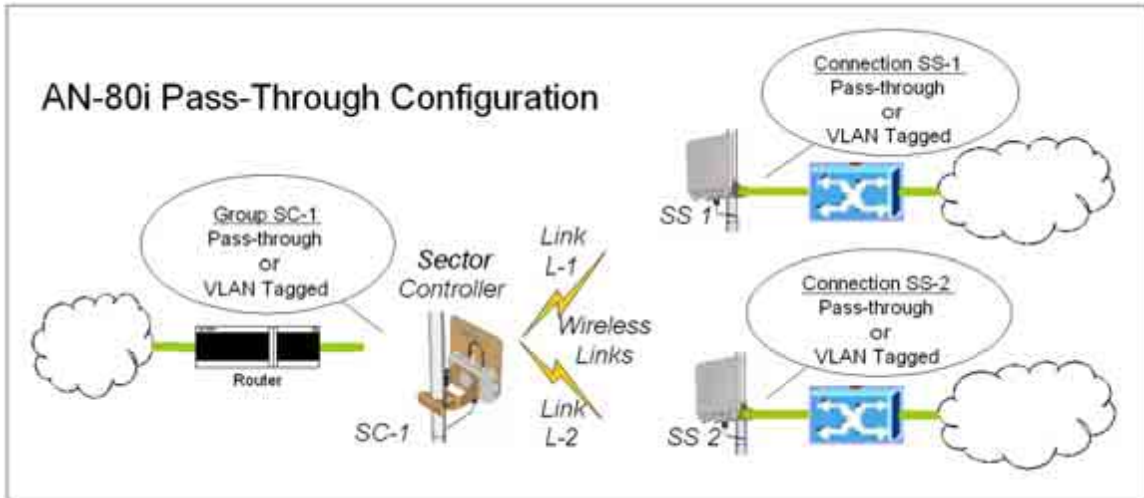 AN-80i Pass-Through Configuration
Group SC-1
Pass-through
or
VLAN Tagged
Router
Sector
Controller
SC-1
Link
L-1
Wireless
Links
Link
L-2
Connection SS-1
Pass-through
or
VLAN Tagged
SS 1
Connection SS-2
Pass-through
or
VLAN Tagged
SS 2